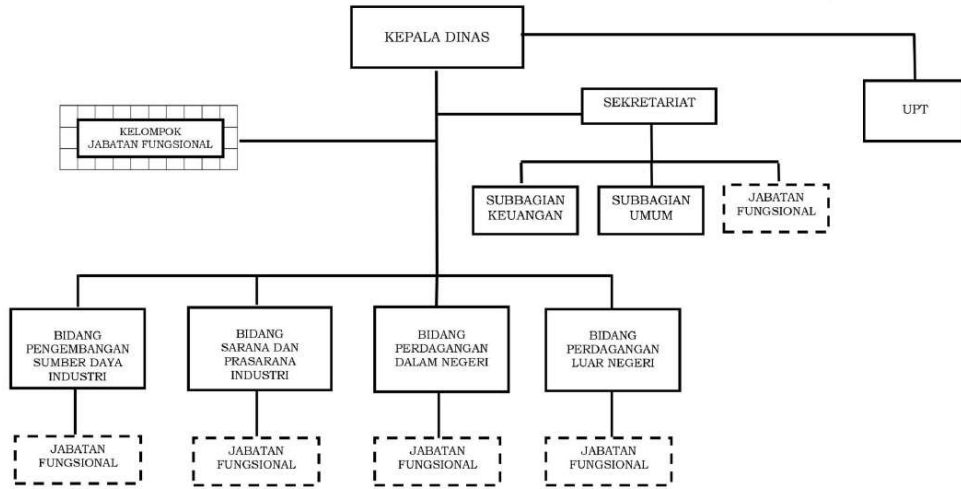 KEPALA DINAS
UPT
SEKRETARIAT
KELOMPOK
JABATAN FUNGSIONAL
SUBBAGIAN
KEUANGAN
SUBBAGIAN
UMUM
JABATAN
FUNGSIONAL
BIDANG
PENGEMBANGAN
SUMBER DAYA
INDUSTRI
BIDANG
SARANA DAN
PRASARANA
INDUSTRI
BIDANG
PERDAGANGAN
DALAM NEGERI
BIDANG
PERDAGANGAN
LUAR NEGERI
JABATAN
FUNGSIONAL
JABATAN
FUNGSIONAL
JABATAN
FUNGSIONAL
JABATAN
FUNGSIONAL